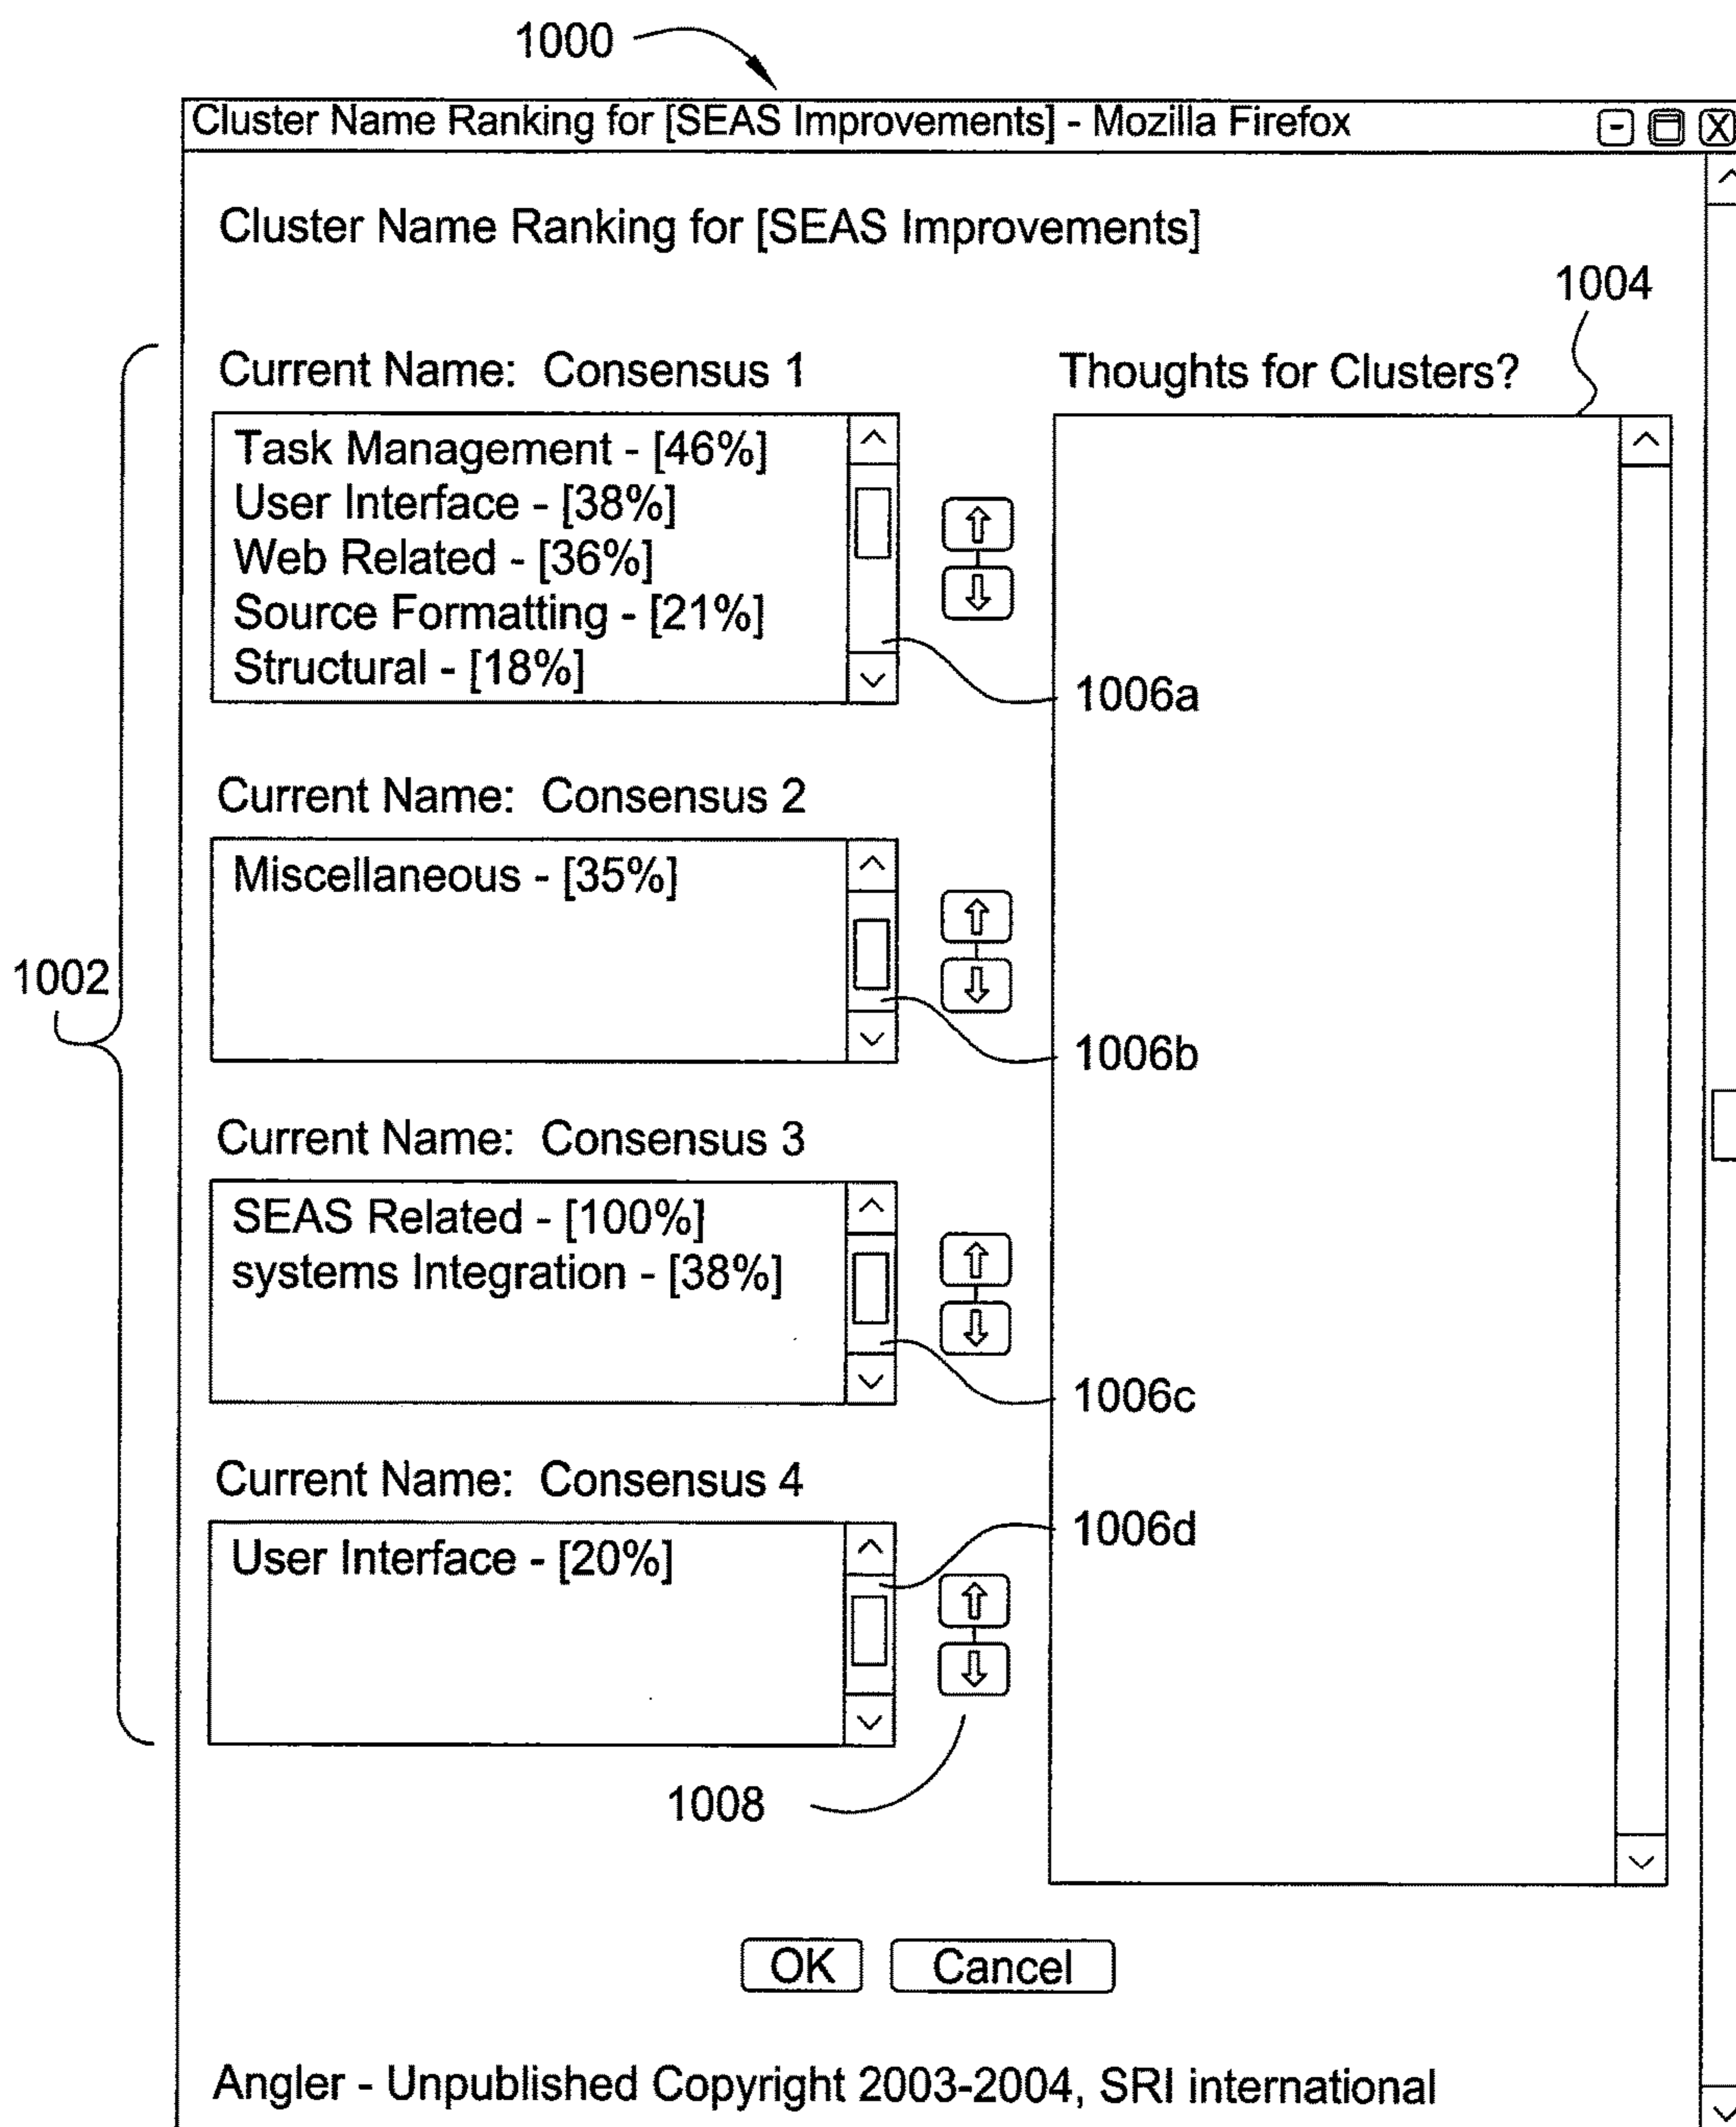 1000
Cluster Name Ranking for [SEAS Improvements] - Mozilla Firefox
Cluster Name Ranking for [SEAS Improvements]
1004
Current Name: Consensus 1
Thoughts for Clusters?
Task Management - [46%]
User Interface - [38%]
Web Related - [36%]
Source Formatting - [21%]
Structural - [18%]
1006a
Current Name: Consensus 2
Miscellaneous - [35%]
1002
1006b
Current Name: Consensus 3
SEAS Related - [100%]
systems Integration - [38%]
1006c
Current Name: Consensus 4
1006d
User Interface - [20%]
1008
OK Cancel
Angler - Unpublished Copyright 2003-2004, SRI international